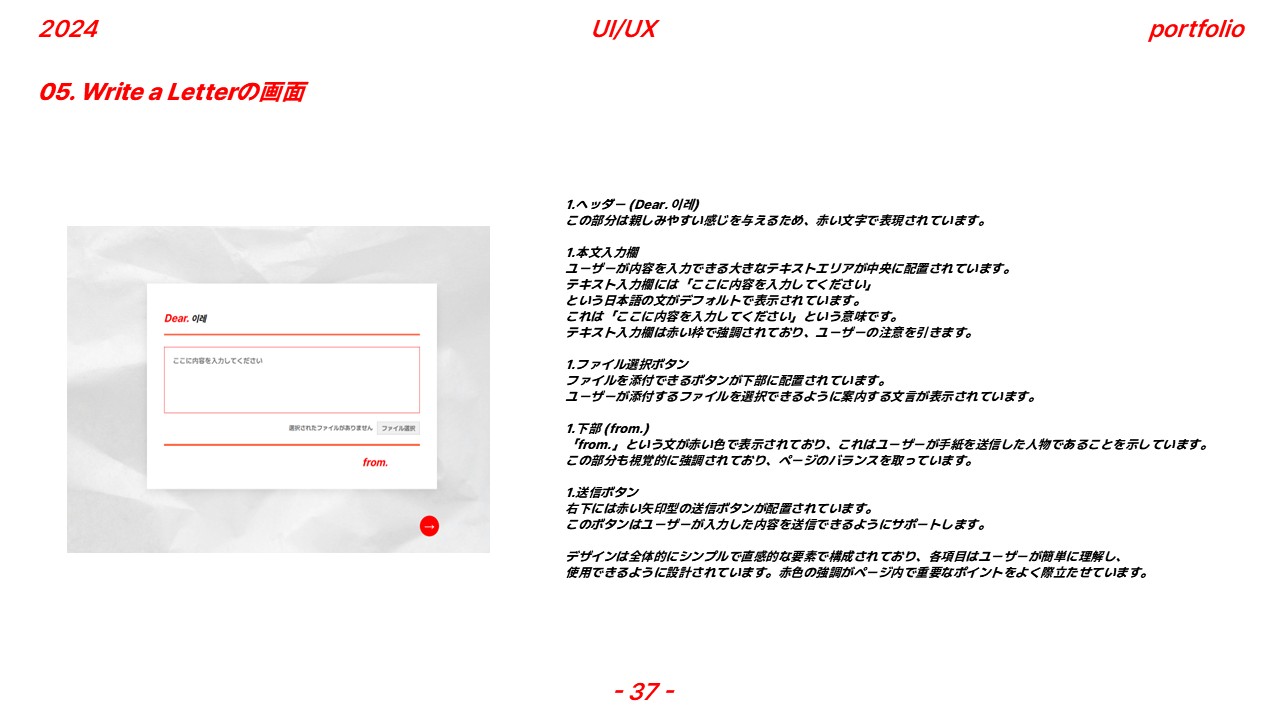 2024
UI/UX
portfolio
05. Write a Letterの画面
Dear. 이레
ここに内容を入力してください
選択されたファイルがありません
ファイル選択
from.
→
1.ヘッダー (Dear. 이레)
この部分は親しみやすい感じを与えるため、赤い文字で表現されています。
1.本文入力欄
ユーザーが内容を入力できる大きなテキストエリアが中央に配置されています。
テキスト入力欄には「ここに内容を入力してください」
という日本語の文がデフォルトで表示されています。
これは「ここに内容を入力してください」という意味です。
テキスト入力欄は赤い枠で強調されており、ユーザーの注意を引きます。
1.ファイル選択ボタン
ファイルを添付できるボタンが下部に配置されています。
ユーザーが添付するファイルを選択できるように案内する文言が表示されています。
1.下部 (from.)
「from.」という文が赤い色で表示されており、これはユーザーが手紙を送信した人物であることを示しています。
この部分も視覚的に強調されており、ページのバランスを取っています。
1.送信ボタン
右下には赤い矢印型の送信ボタンが配置されています。
このボタンはユーザーが入力した内容を送信できるようにサポートします。
デザインは全体的にシンプルで直感的な要素で構成されており、各項目はユーザーが簡単に理解し、
使用できるように設計されています。赤色の強調がページ内で重要なポイントをよく際立たせています。
- 37 -